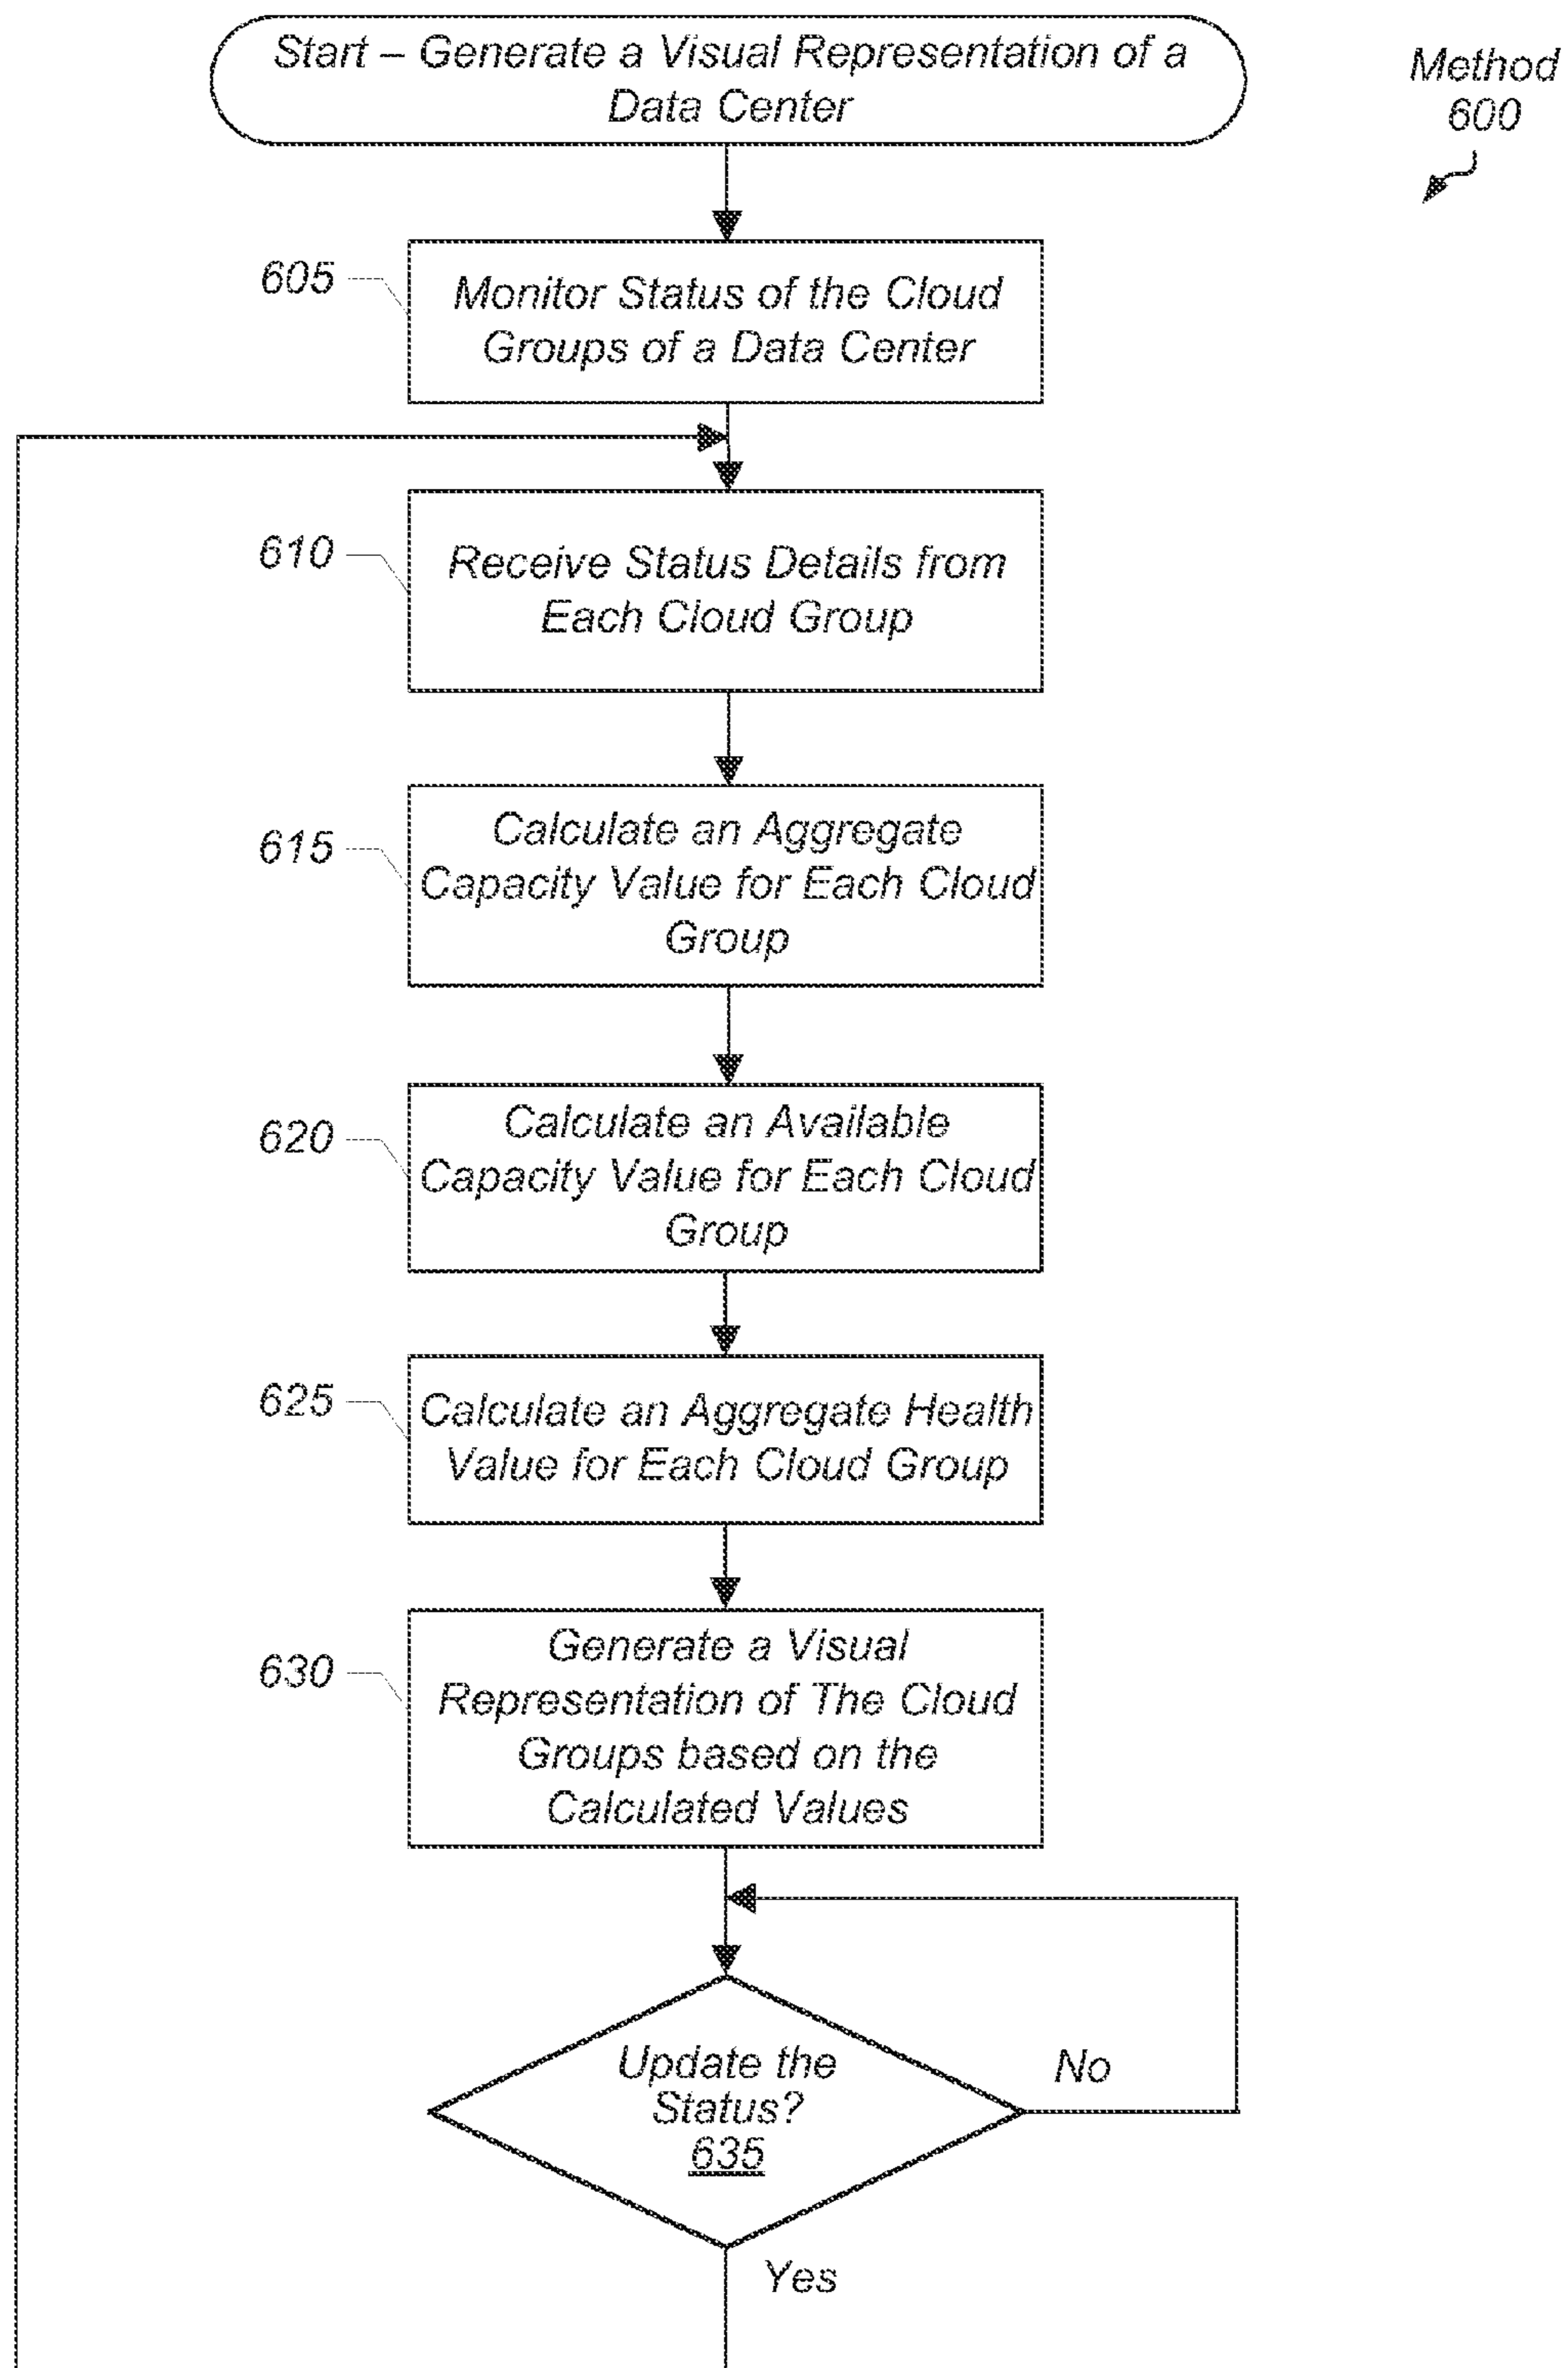 Start – Generate a Visual Representation of a
Data Center
Method
600
605
Monitor Status of the Cloud
Groups of a Data Center
610
Receive Status Details from
Each Cloud Group
615
Calculate an Aggregate
Capacity Value for Each Cloud
Group
620
Calculate an Available
Capacity Value for Each Cloud
Group
625
Calculate an Aggregate Health
Value for Each Cloud Group
630
Generate a Visual
Representation of The Cloud
Groups based on the
Calculated Values
Update the
Status?
635
No
Yes